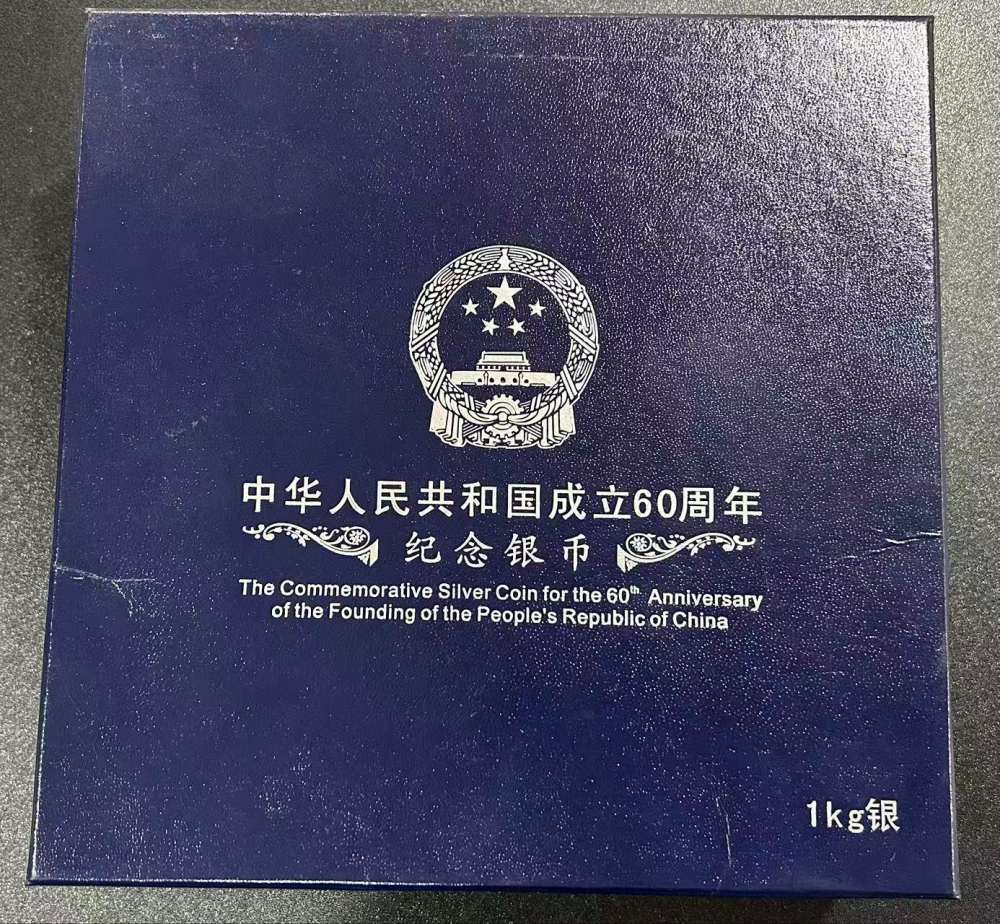 中华人民共和国成立60周年
纪念银币
The Commemorative Silver Coin for the 60th Anniversary
of the Founding of the People's Republic of China
1kg银